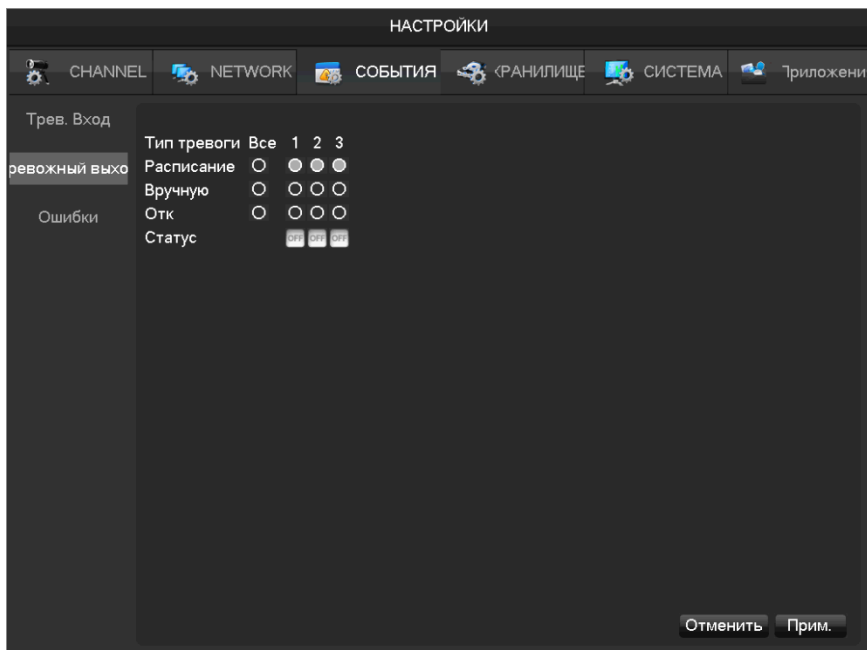 НАСТРОЙКИ
CHANNEL NETWORK СОБЫТИЯ ХРАНИЛИЩЕ СИСТЕМА Приложени
Трев. Вход
ревожный выхо
Ошибки
Тип тревоги Все 1 2 3
Расписание
Вручную
Отк
Статус OFF OFF OFF
Отменить Прим.